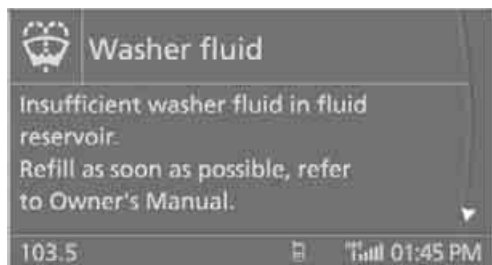 Washer fluid
Insufficient washer fluid in fluid
reservoir.
Refill as soon as possible, refer
to Owner's Manual.
103.5 01:45 PM